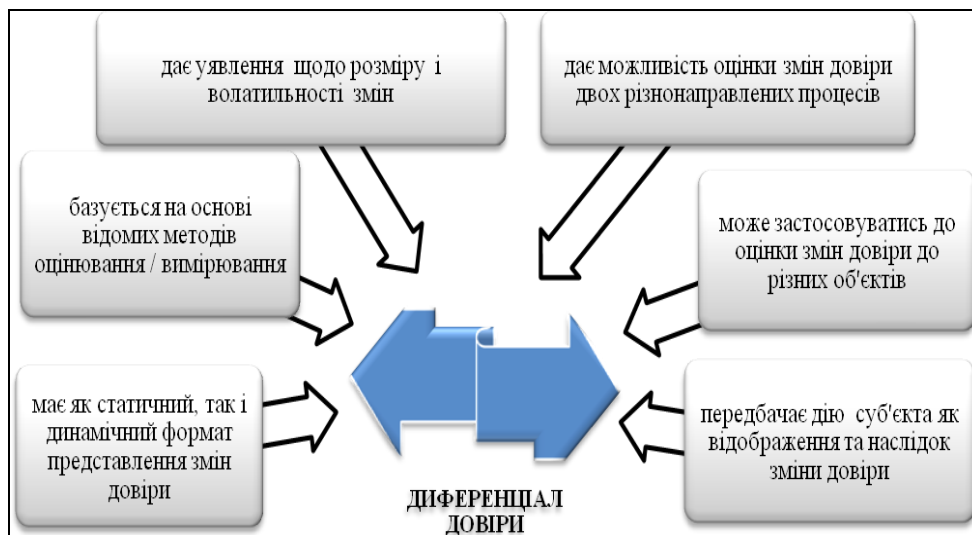 дає уявлення щодо розміру і
волатильності змін
дає можливість оцінки змін довіри
двох різнонаправлених процесів
базується на основі
відомих методів
оцінювання / вимірювання
може застосовуватись до
оцінки змін довіри до
різних об'єктів
має як статичний, так і
динамічний формат
представлення змін
довіри
передбачає дію суб'єкта як
відображення та наслідок
зміни довіри
ДИФЕРЕНЦІАЛ
ДОВІРИ